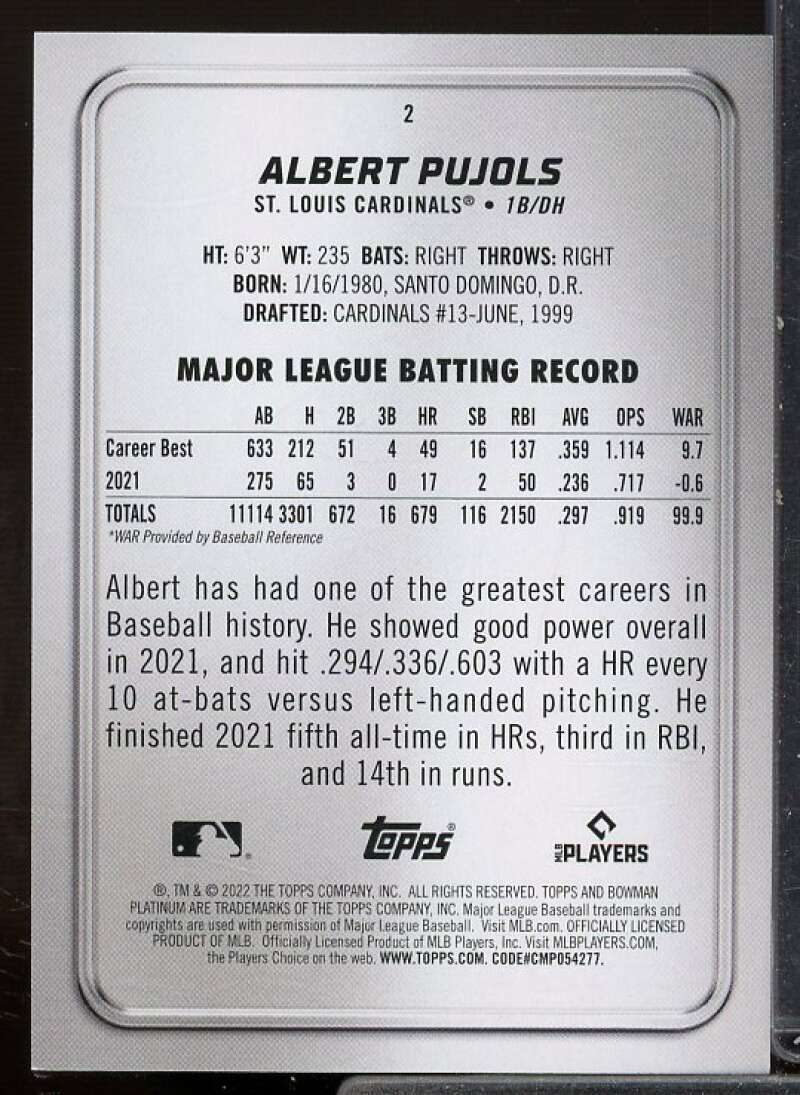 2
ALBERT PUJOLS
ST. LOUIS CARDINALS® • 1B/DH
HT: 6'3" WT: 235 BATS: RIGHT THROWS: RIGHT
BORN: 1/16/1980, SANTO DOMINGO, D.R.
DRAFTED: CARDINALS #13-JUNE, 1999
MAJOR LEAGUE BATTING RECORD
AB H 2B 3B HR SB RBI AVG OPS WAR
Career Best 633 212 51 4 49 16 137 .359 1.114 9.7
2021 275 65 3 0 17 2 50 .236 .717 -0.6
TOTALS 11114 3301 672 16 679 116 2150 .297 .919 99.9
*WAR Provided by Baseball Reference
Albert has had one of the greatest careers in
Baseball history. He showed good power overall
in 2021, and hit .294/.336/.603 with a HR every
10 at-bats versus left-handed pitching. He
finished 2021 fifth all-time in HRs, third in RBI,
and 14th in runs.
® Topps® MLB PLAYERS
®, TM & © 2022 THE TOPPS COMPANY, INC. ALL RIGHTS RESERVED. TOPPS AND BOWMAN
PLATINUM ARE TRADEMARKS OF THE TOPPS COMPANY, INC. Major League Baseball trademarks and
copyrights are used with permission of Major League Baseball. Visit MLB.com. OFFICIALLY LICENSED
PRODUCT OF MLB. Officially Licensed Product of MLB Players, Inc. Visit MLBPLAYERS.COM,
the Players Choice on the web. WWW.TOPPS.COM. CODE#CMP054277.